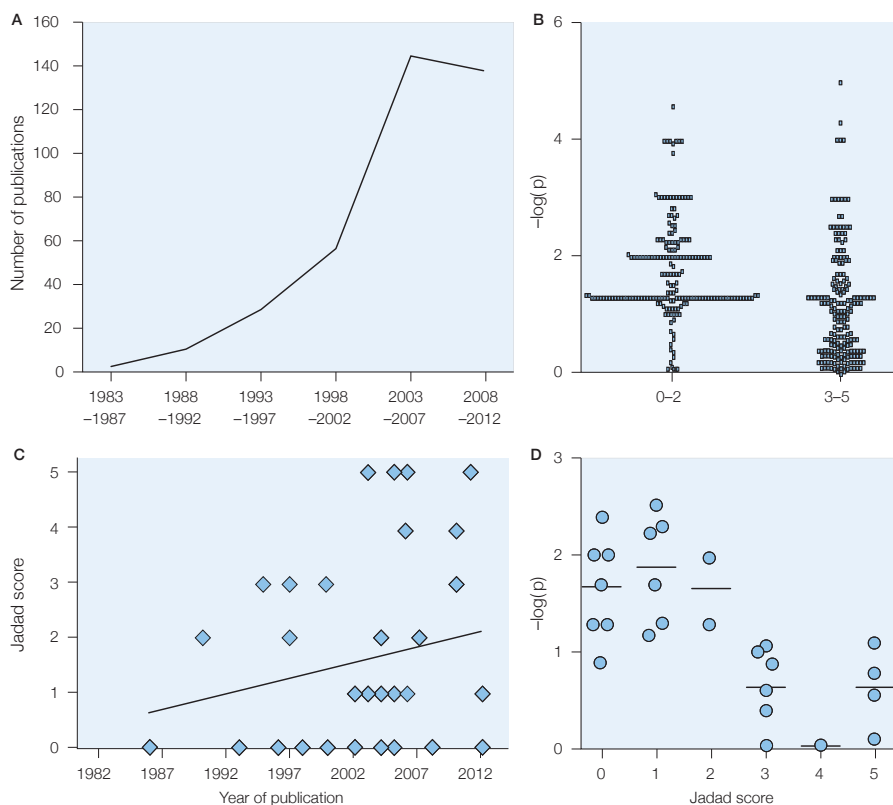 A
160
140
120
100
80
60
40
20
0
Number of publications
1983 1988 1993 1998 2003 2008
–1987 –1992 –1997 –2002 –2007 –2012
B
–6
4
2
0
–log(p)
0–2 3–5
C
5
4
3
2
1
0
Jadad score
1982 1987 1992 1997 2002 2007 2012
Year of publication
D
3
2
1
0
–log(p)
0 1 2 3 4 5
Jadad score